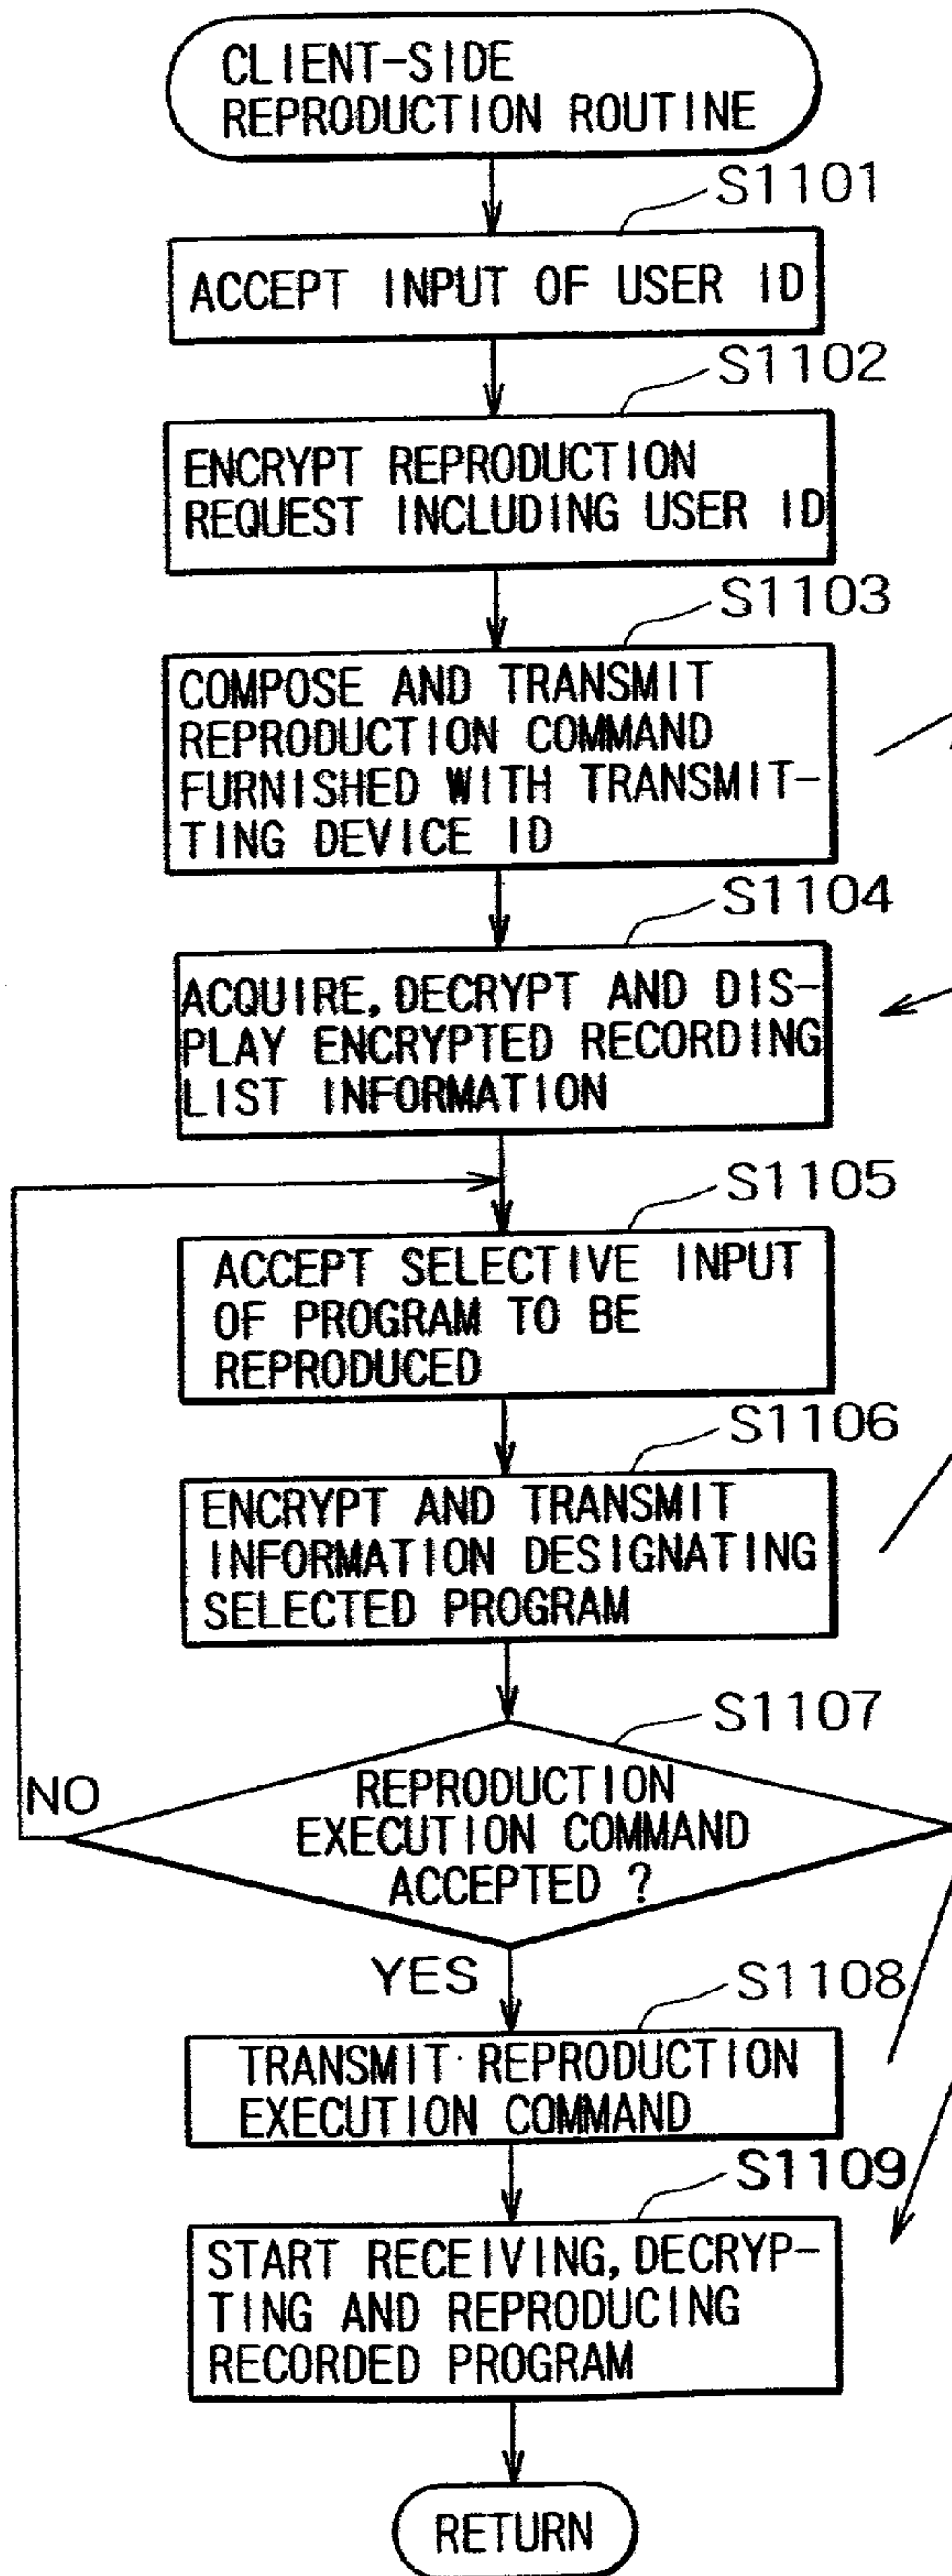 CLIENT-SIDE
REPRODUCTION ROUTINE
S1101
ACCEPT INPUT OF USER ID
S1102
ENCRYPT REPRODUCTION
REQUEST INCLUDING USER ID
S1103
COMPOSE AND TRANSMIT
REPRODUCTION COMMAND
FURNISHED WITH TRANSMIT-
TING DEVICE ID
S1104
ACQUIRE, DECRYPT AND DIS-
PLAY ENCRYPTED RECORDING
LIST INFORMATION
S1105
ACCEPT SELECTIVE INPUT
OF PROGRAM TO BE
REPRODUCED
S1106
ENCRYPT AND TRANSMIT
INFORMATION DESIGNATING
SELECTED PROGRAM
S1107
NO
REPRODUCTION
EXECUTION COMMAND
ACCEPTED ?
YES
S1108
TRANSMIT REPRODUCTION
EXECUTION COMMAND
S1109
START RECEIVING, DECRYP-
TING AND REPRODUCING
RECORDED PROGRAM
RETURN